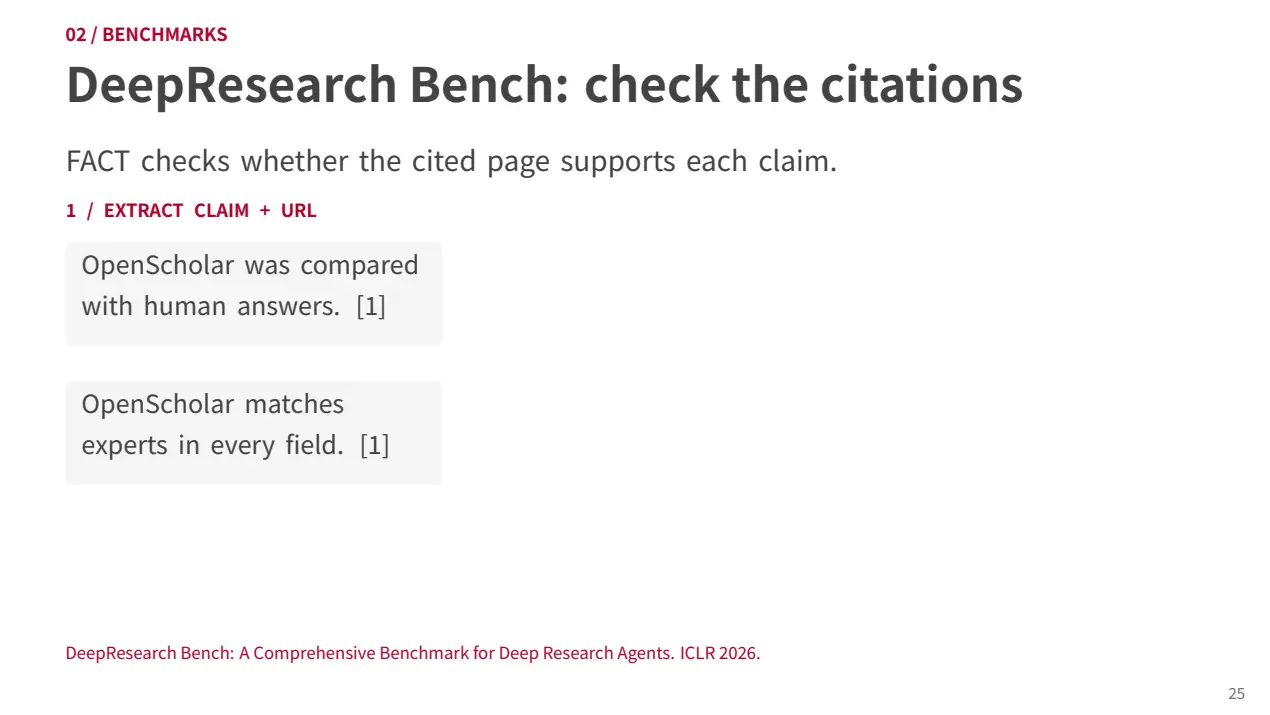 02 / BENCHMARKS
DeepResearch Bench: check the citations
FACT checks whether the cited page supports each claim.
1 / EXTRACT CLAIM + URL
OpenScholar was compared
with human answers. [1]
OpenScholar matches
experts in every field. [1]
DeepResearch Bench: A Comprehensive Benchmark for Deep Research Agents. ICLR 2026.
25